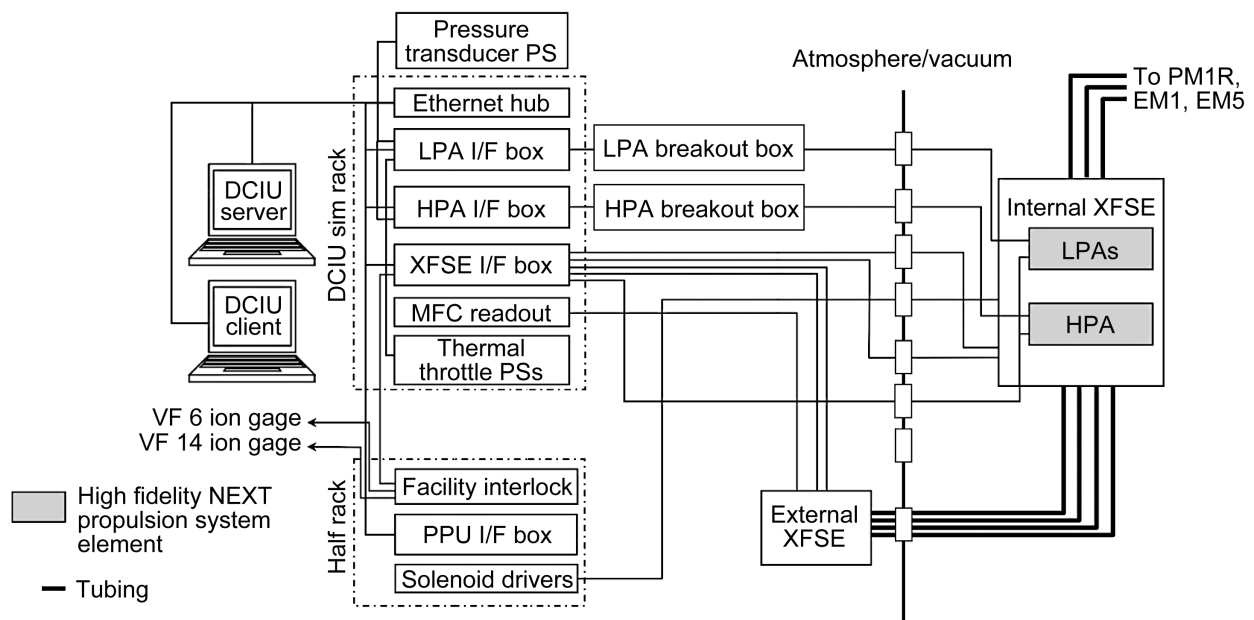 Pressure
transducer PS
Atmosphere/vacuum
To PM1R,
EM1, EM5
Ethernet hub
LPA I/F box
LPA breakout box
DCIU
server
DCIU sim rack
HPA I/F box
HPA breakout box
Internal XFSE
LPAs
XFSE I/F box
DCIU
client
MFC readout
HPA
Thermal
throttle PSs
VF 6 ion gage
VF 14 ion gage
High fidelity NEXT
propulsion system
element
Tubing
Half rack
Facility interlock
PPU I/F box
Solenoid drivers
External
XFSE